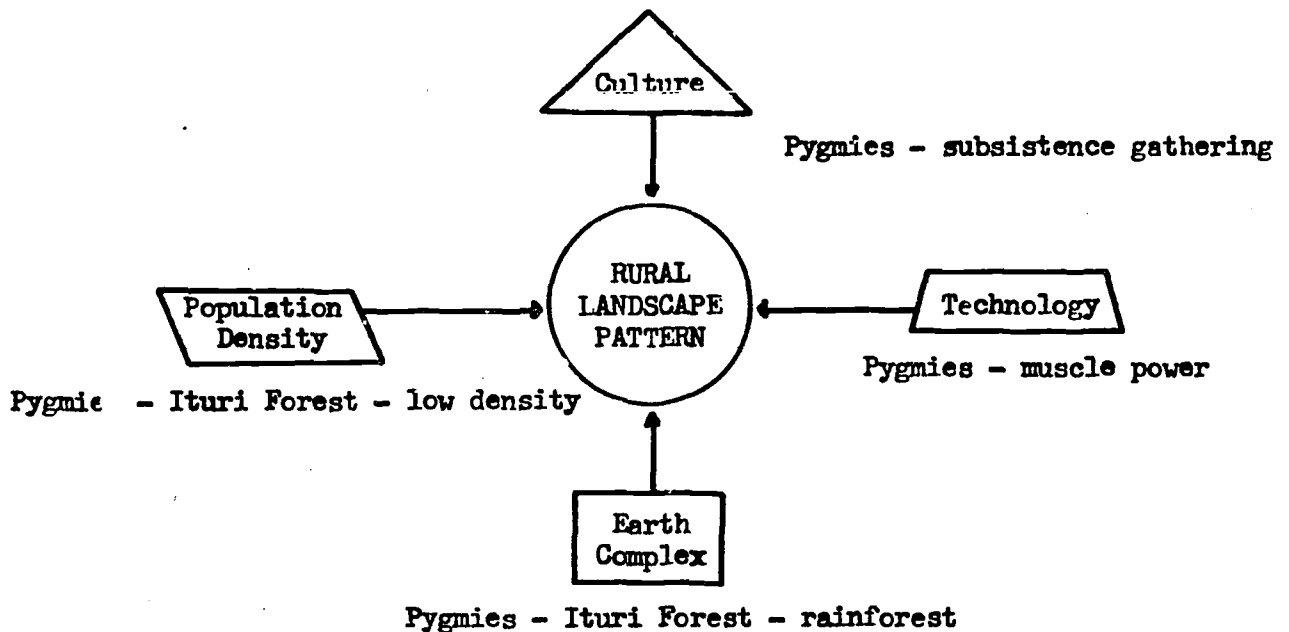 Culture
Pygmies - subsistence gathering
RURAL
LANDSCAPE
PATTERN
Population
Density
Technology
Pygmies - muscle power
Pygmie - Ituri Forest - low density
Earth
Complex
Pygmies - Ituri Forest - rainforest